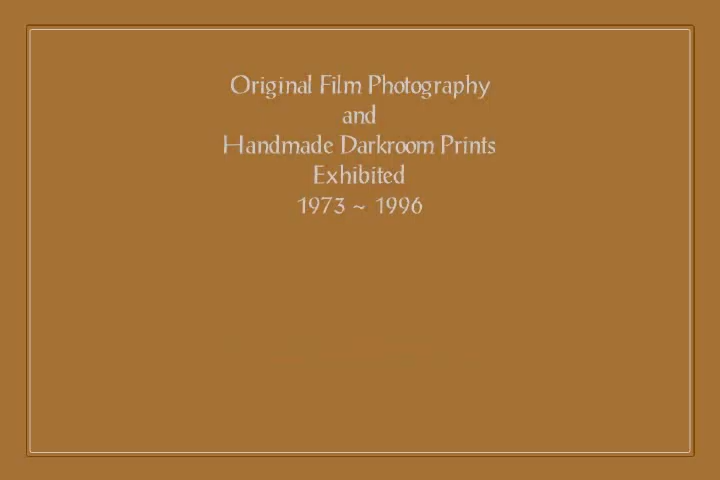 Original Film Photography
and
Handmade Darkroom Prints
Exhibited
1973 ~ 1996